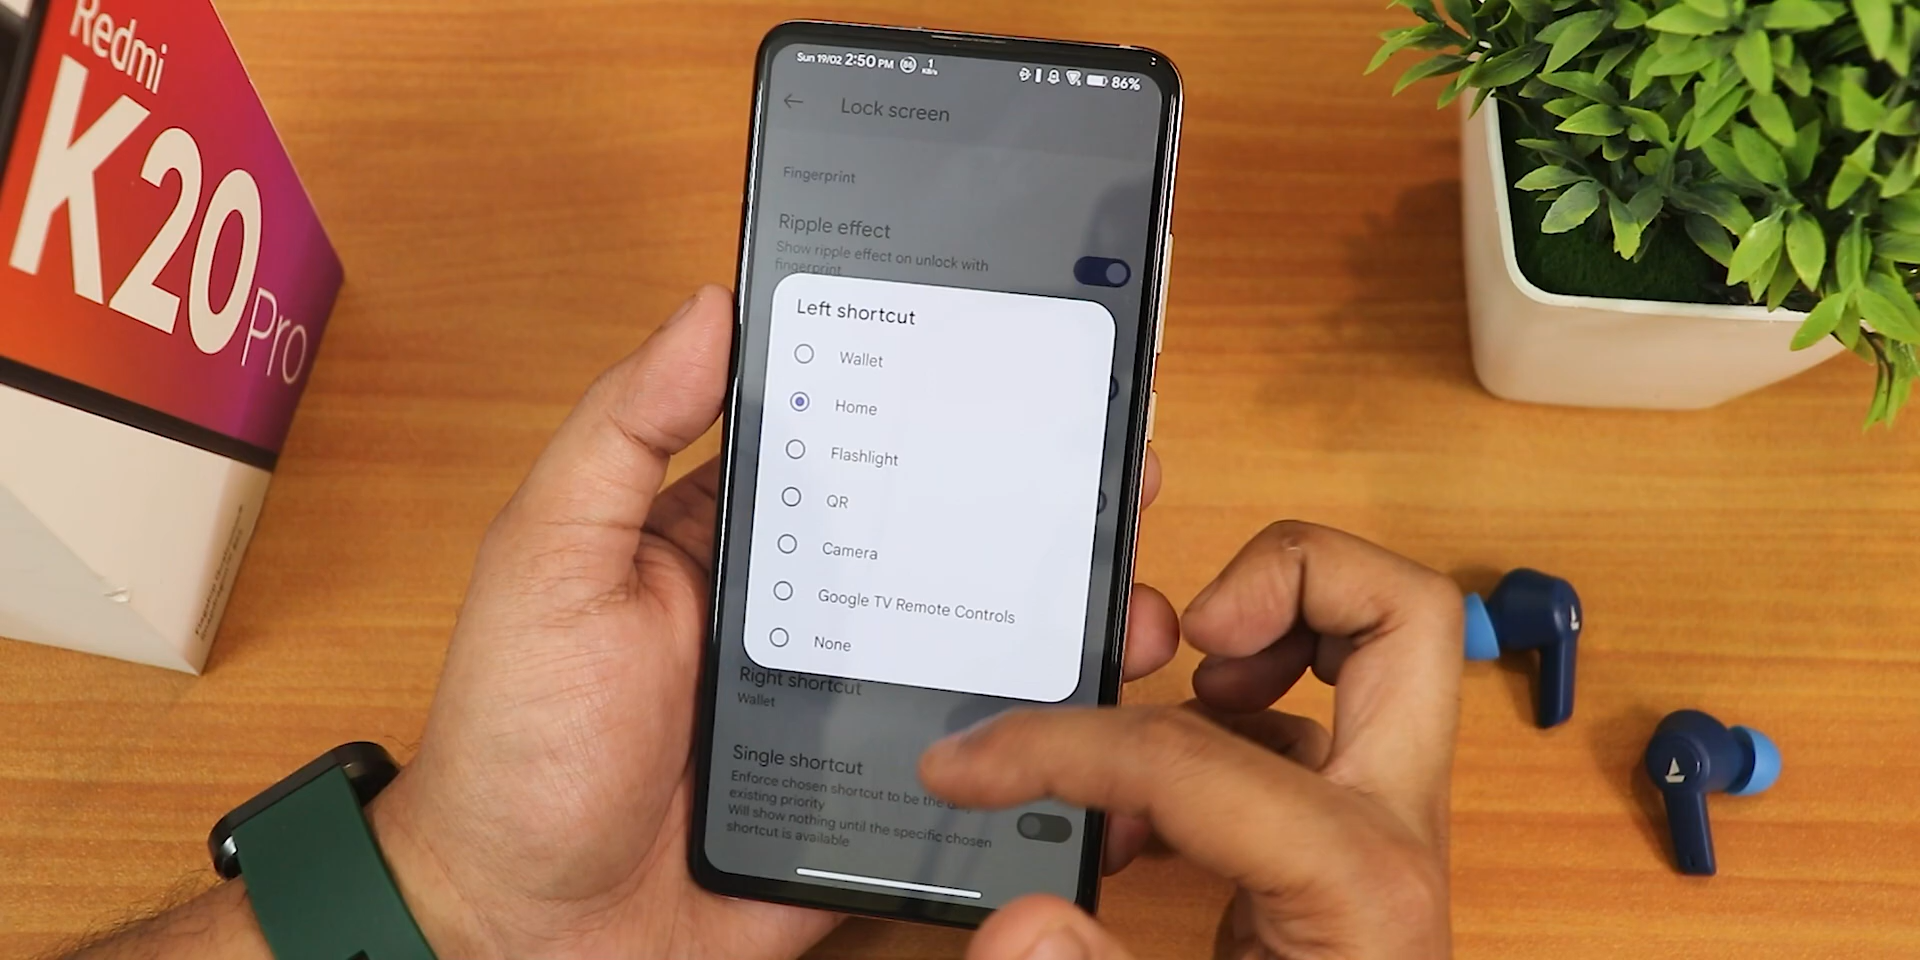 Redmi
K20
Pro
Sun 19/02 2:50 PM 86 1 KB/s 86%
Lock screen
Fingerprint
Ripple effect
Show ripple effect on unlock with
fingerprint
Left shortcut
Wallet
Home
Flashlight
QR
Camera
Google TV Remote Controls
None
Right shortcut
Wallet
Single shortcut
Enforce chosen shortcut to be the
existing priority
Will show nothing until the specific chosen
shortcut is available